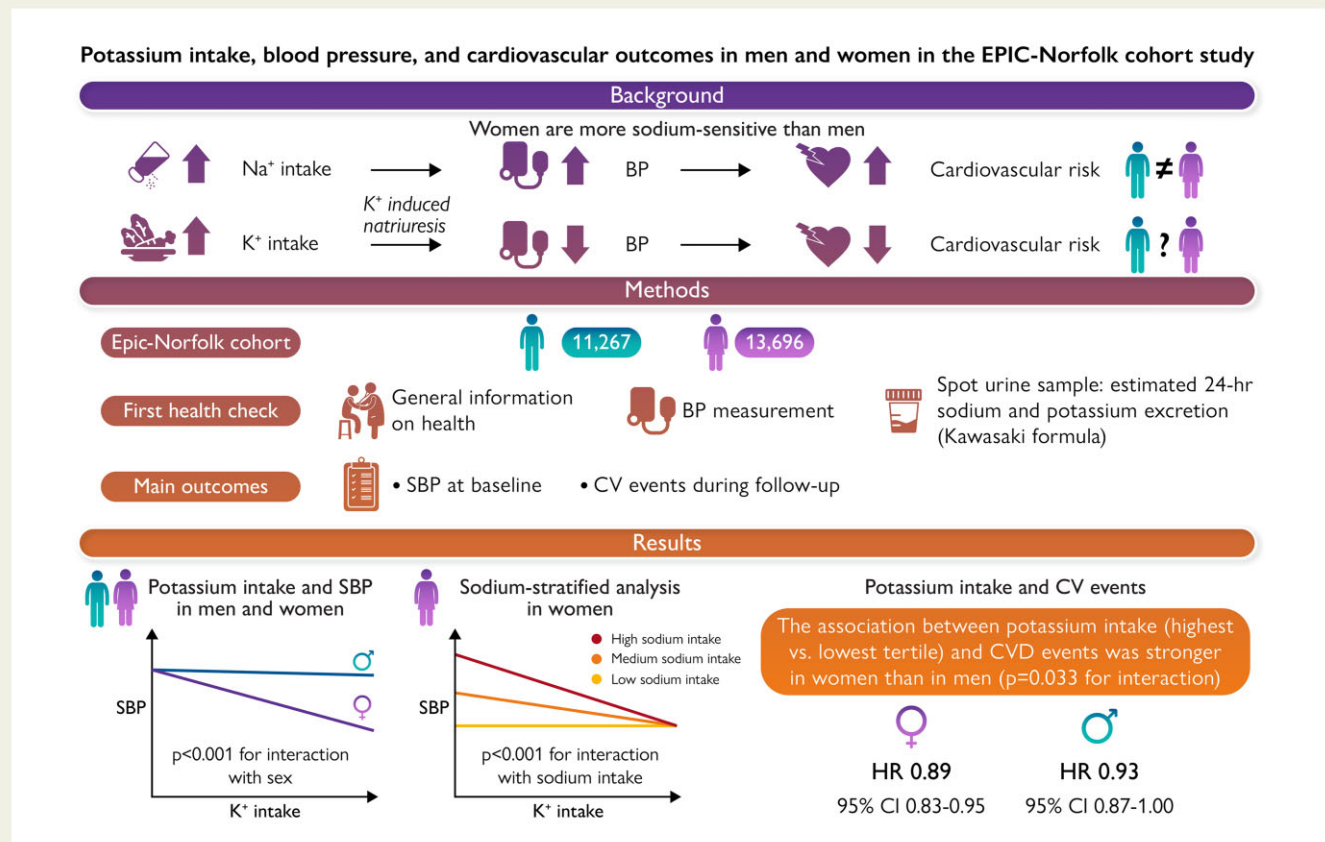 Potassium intake, blood pressure, and cardiovascular outcomes in men and women in the EPIC-Norfolk cohort study
Background
Women are more sodium-sensitive than men
Na⁺ intake
BP
Cardiovascular risk
≠
K⁺ induced
natriuresis
K⁺ intake
BP
Cardiovascular risk
?
Methods
Epic-Norfolk cohort
11,267
13,696
First health check
General information
on health
BP measurement
Spot urine sample: estimated 24-hr
sodium and potassium excretion
(Kawasaki formula)
Main outcomes
• SBP at baseline
• CV events during follow-up
Results
Potassium intake and SBP
in men and women
SBP
♂
♀
p<0.001 for interaction
with sex
K⁺ intake
Sodium-stratified analysis
in women
High sodium intake
Medium sodium intake
Low sodium intake
SBP
p<0.001 for interaction
with sodium intake
K⁺ intake
Potassium intake and CV events
The association between potassium intake (highest
vs. lowest tertile) and CVD events was stronger
in women than in men (p=0.033 for interaction)
♀
HR 0.89
95% CI 0.83-0.95
♂
HR 0.93
95% CI 0.87-1.00